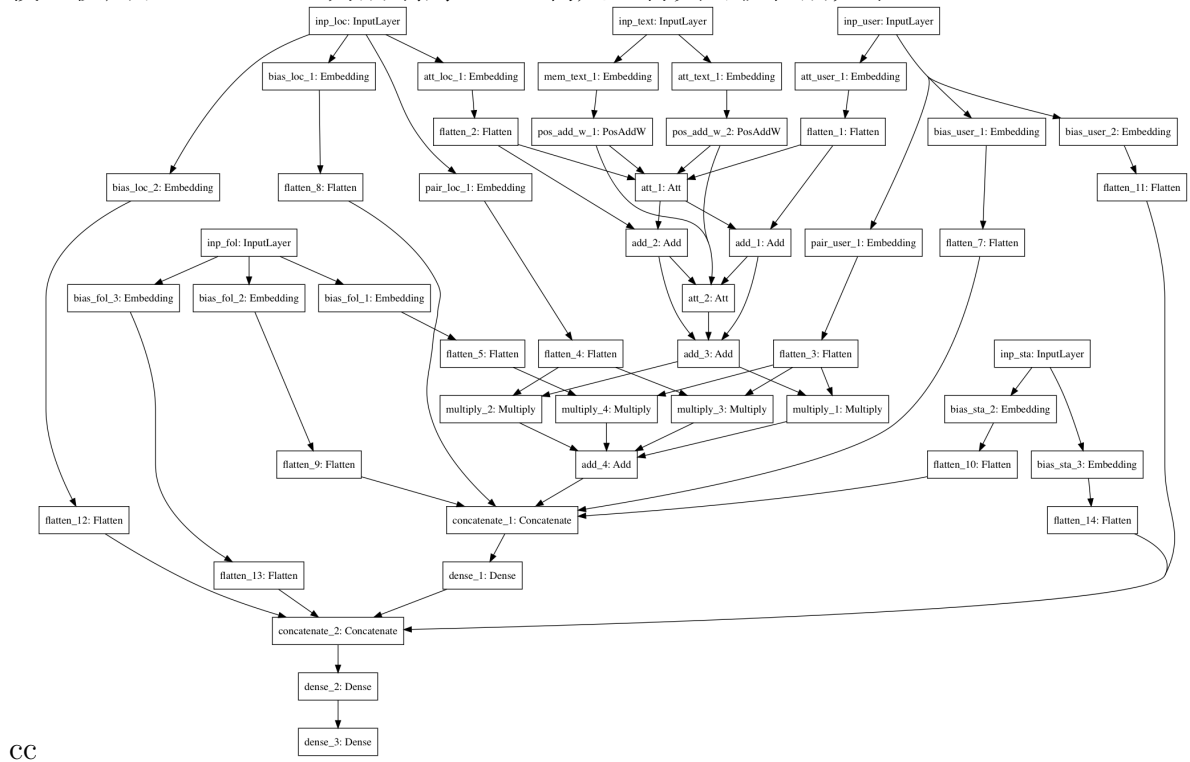 inp_loc: InputLayer
inp_text: InputLayer
inp_user: InputLayer
bias_loc_1: Embedding
att_loc_1: Embedding
mem_text_1: Embedding
att_text_1: Embedding
att_user_1: Embedding
flatten_2: Flatten
pos_add_w_1: PosAddW
pos_add_w_2: PosAddW
flatten_1: Flatten
bias_user_1: Embedding
bias_user_2: Embedding
bias_loc_2: Embedding
flatten_8: Flatten
pair_loc_1: Embedding
att_1: Att
flatten_11: Flatten
inp_fol: InputLayer
add_2: Add
add_1: Add
pair_user_1: Embedding
flatten_7: Flatten
bias_fol_3: Embedding
bias_fol_2: Embedding
bias_fol_1: Embedding
att_2: Att
flatten_5: Flatten
flatten_4: Flatten
add_3: Add
flatten_3: Flatten
inp_sta: InputLayer
multiply_2: Multiply
multiply_4: Multiply
multiply_3: Multiply
multiply_1: Multiply
bias_sta_2: Embedding
flatten_9: Flatten
add_4: Add
flatten_10: Flatten
bias_sta_3: Embedding
flatten_12: Flatten
concatenate_1: Concatenate
flatten_14: Flatten
flatten_13: Flatten
dense_1: Dense
concatenate_2: Concatenate
dense_2: Dense
dense_3: Dense
cc